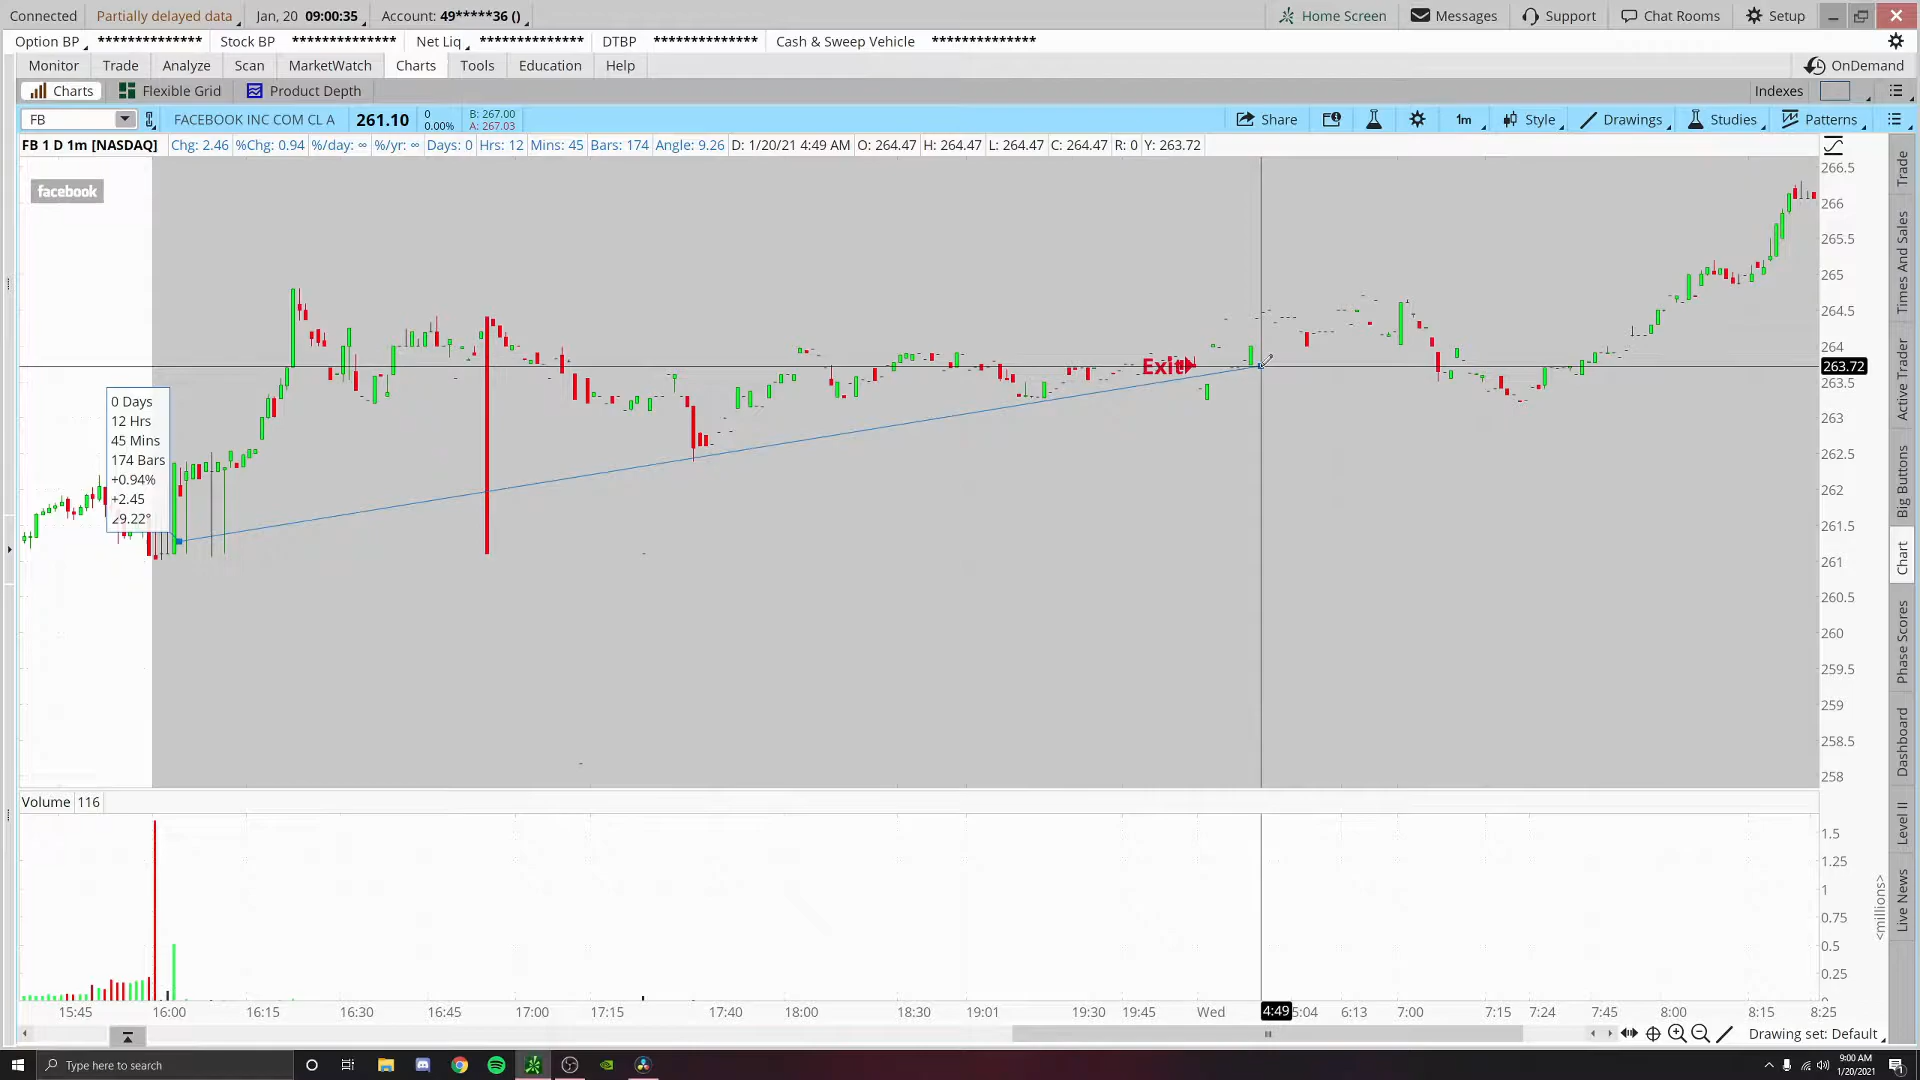 Connected Partially delayed data Jan, 20 09:00:35 Account: 49*****36 () Home Screen Messages Support Chat Rooms Setup
Option BP ************** Stock BP ************** Net Liq ************** DTBP ************** Cash & Sweep Vehicle **************
Monitor Trade Analyze Scan MarketWatch Charts Tools Education Help OnDemand
Charts Flexible Grid Product Depth Indexes
FB FACEBOOK INC COM CL A 261.10 0 B: 267.00 Share 1m Style Drawings Studies Patterns
0.00% A: 267.03
FB 1 D 1m [NASDAQ] Chg: 2.46 %Chg: 0.94 %/day: ∞ %/yr: ∞ Days: 0 Hrs: 12 Mins: 45 Bars: 174 Angle: 9.26 D: 1/20/21 4:49 AM O: 264.47 H: 264.47 L: 264.47 C: 264.47 R: 0 Y: 263.72
facebook
266.5
266
265.5
265
264.5
264
Exit
263.72
263.5
263
262.5
262
261.5
261
260.5
260
259.5
259
258.5
258
0 Days
12 Hrs
45 Mins
174 Bars
+0.94%
+2.45
29.22°
Volume 116
1.5
1.25
1
0.75
0.5
0.25
<millions>
15:45 16:00 16:15 16:30 16:45 17:00 17:15 17:40 18:00 18:30 19:01 19:30 19:45 Wed 4:49 5:04 6:13 7:00 7:15 7:24 7:45 8:00 8:15 8:25
Drawing set: Default
Trade
Times And Sales
Active Trader
Big Buttons
Chart
Phase Scores
Dashboard
Level II
Live News
Type here to search
9:00 AM
1/20/2021